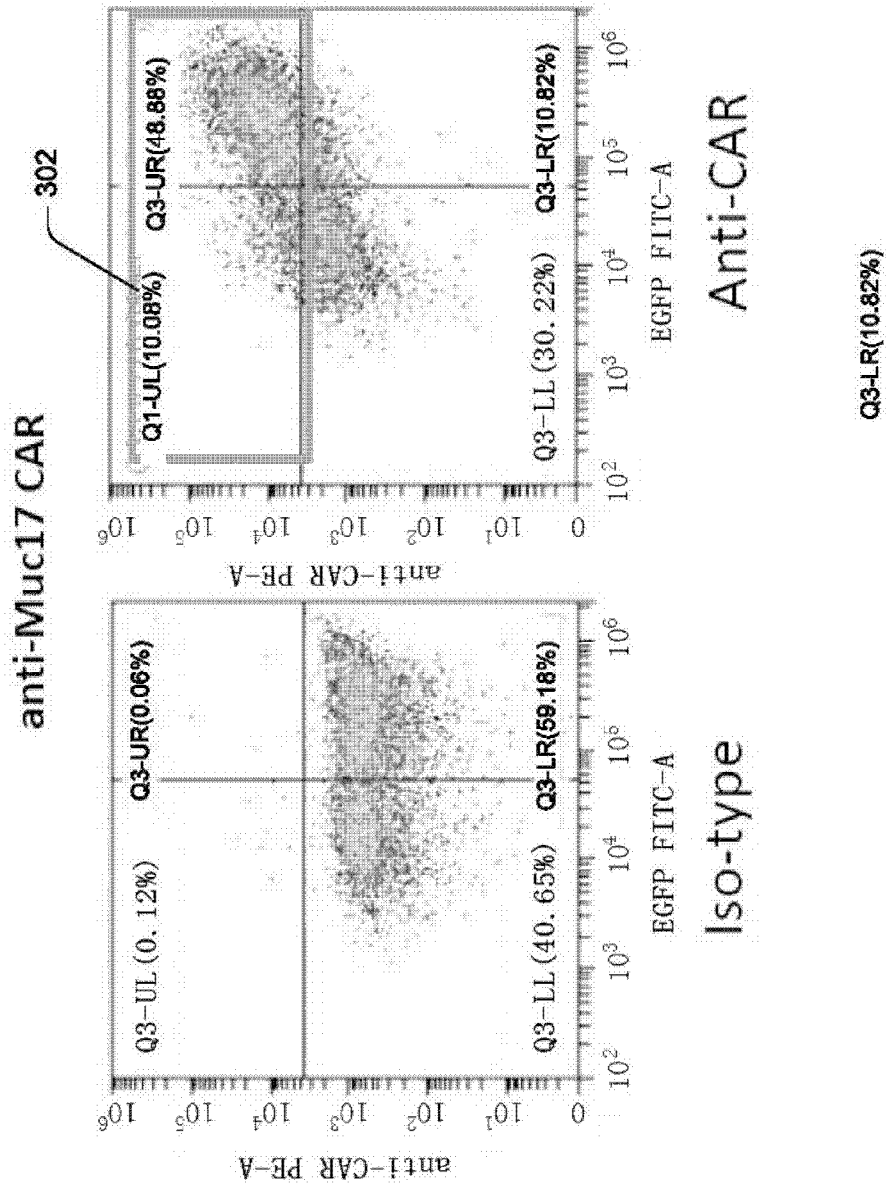 anti-Muc17 CAR
302
anti-CAR PE-A
10^6
10^5
10^4
10^3
10^2
10^1
0
Q3-UL(0.12%)
Q3-UR(0.06%)
Q3-LL(40.65%)
Q3-LR(59.18%)
10^2
10^3
10^4
10^5
10^6
EGFP FITC-A
Iso-type
anti-CAR PE-A
10^6
10^5
10^4
10^3
10^2
10^1
0
Q1-UL(10.08%)
Q3-UR(48.88%)
Q3-LL(30.22%)
Q3-LR(10.82%)
10^2
10^3
10^4
10^5
10^6
EGFP FITC-A
Anti-CAR
Q3-LR(10.82%)